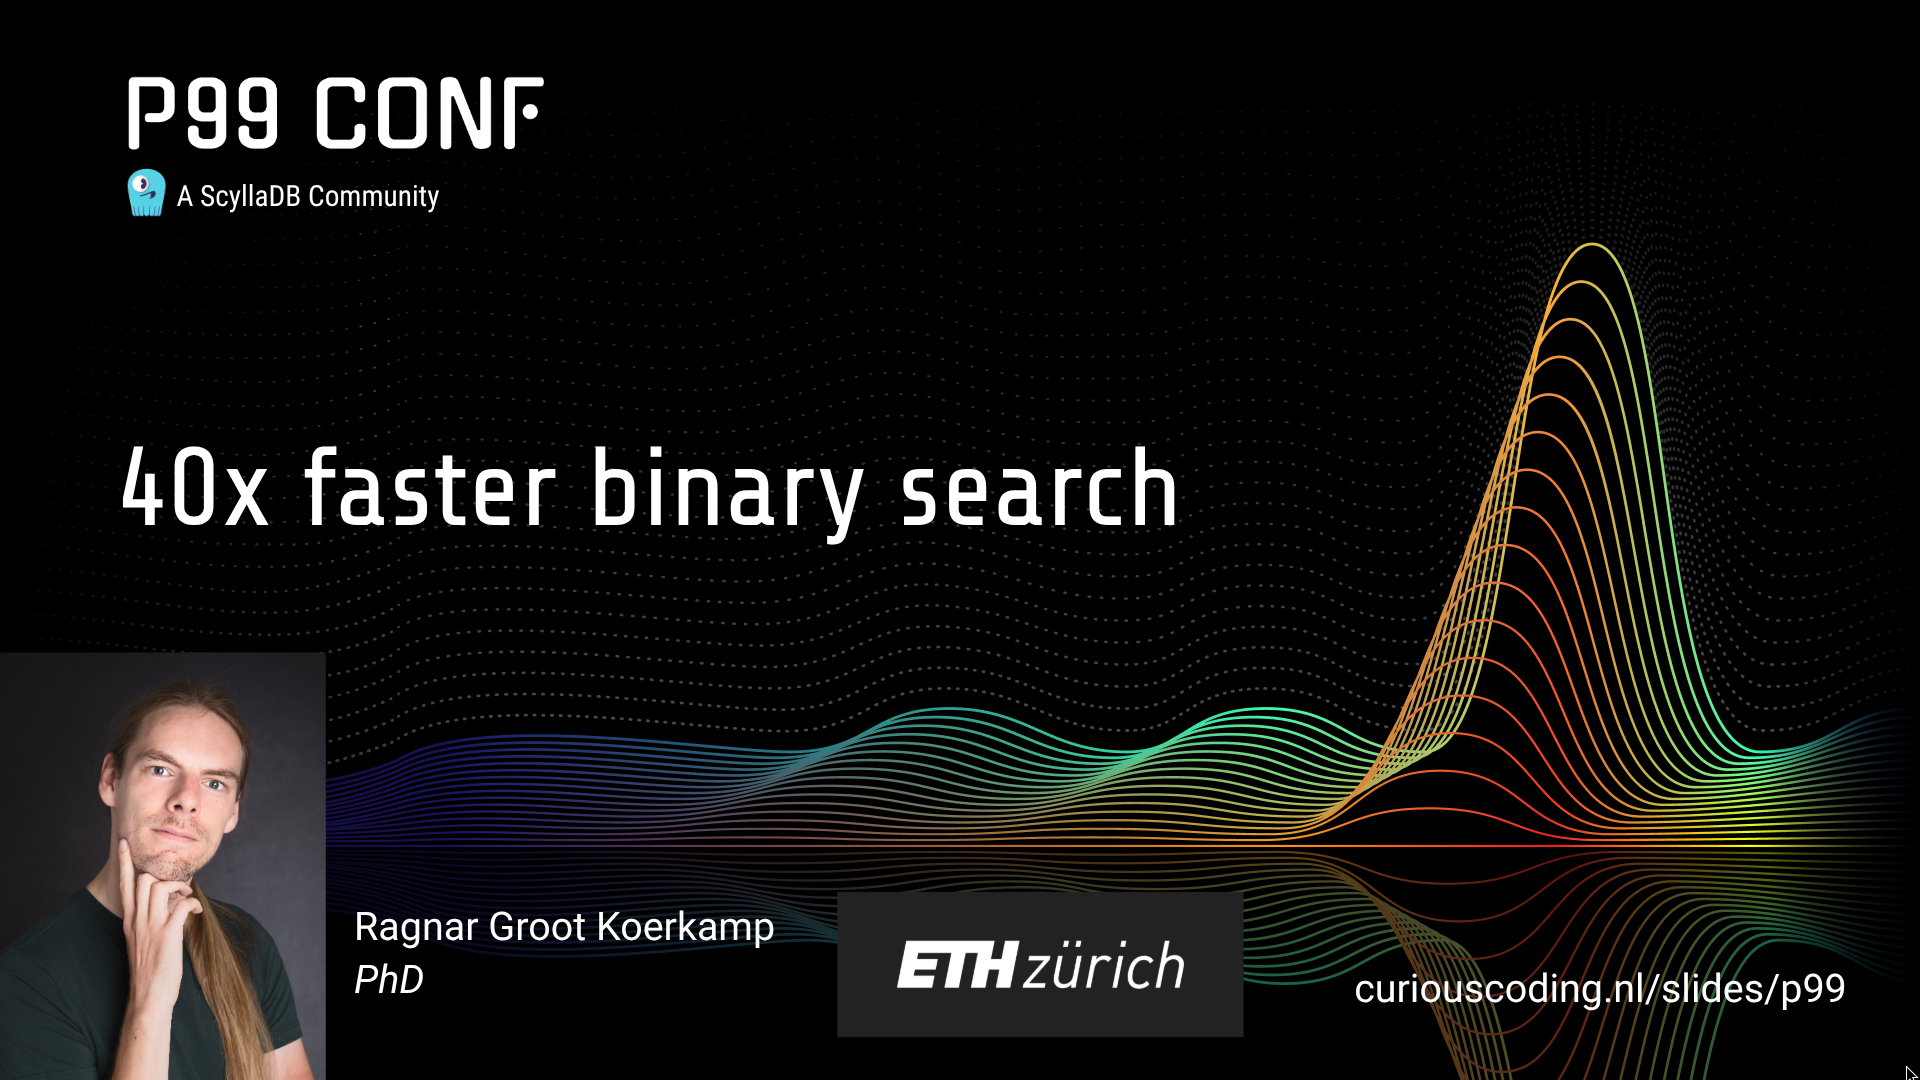 P99 CONF
A ScyllaDB Community
40x faster binary search
Ragnar Groot Koerkamp
PhD
ETH zürich
curiouscoding.nl/slides/p99